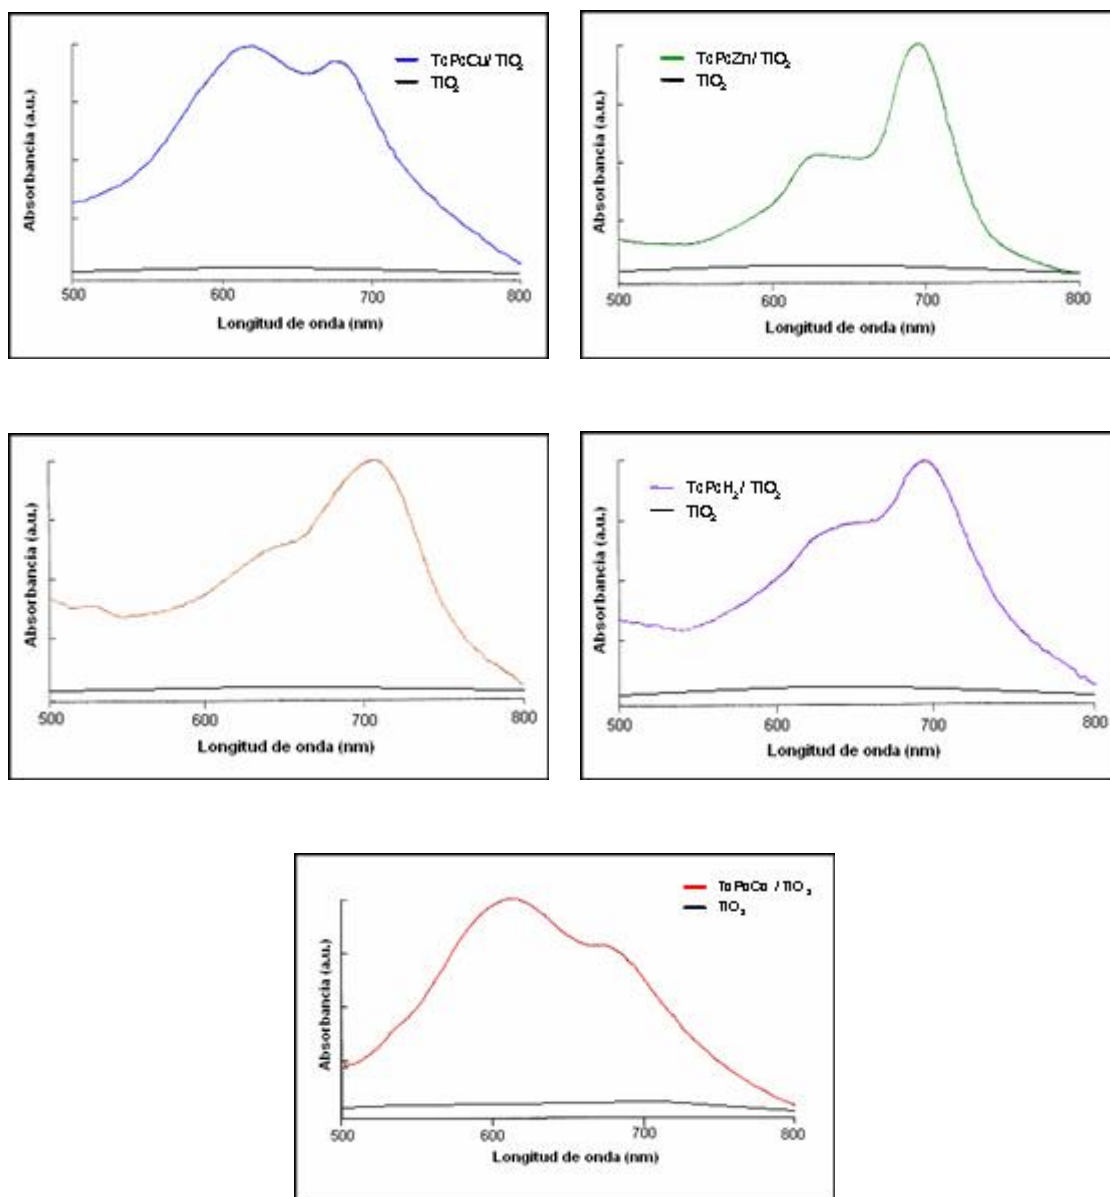 TcPcCu/ TiO2
TiO2
Absorbancia (a.u.)
500 600 700 800
Longitud de onda (nm)
TcPcZn/ TiO2
TiO2
Absorbancia (a.u.)
500 600 700 800
Longitud de onda (nm)
Absorbancia (a.u.)
500 600 700 800
Longitud de onda (nm)
TcPcH2/ TiO2
TiO2
Absorbancia (a.u.)
500 600 700 800
Longitud de onda (nm)
TcPcCo / TiO2
TiO2
Absorbancia (a.u.)
500 600 700 800
Longitud de onda (nm)